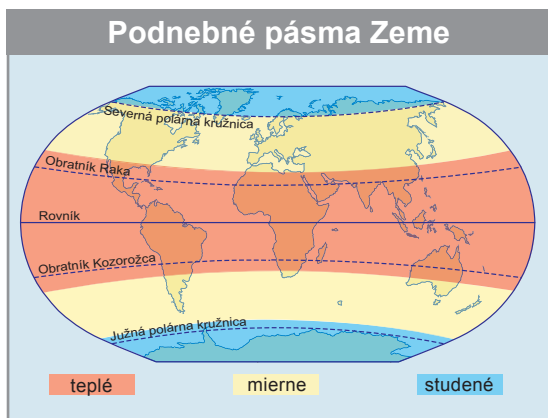 Podnebné pásma Zeme
Severná polárna kružnica
Obratník Raka
Rovník
Obratník Kozorožca
Južná polárna kružnica
teplé
mierne
studené